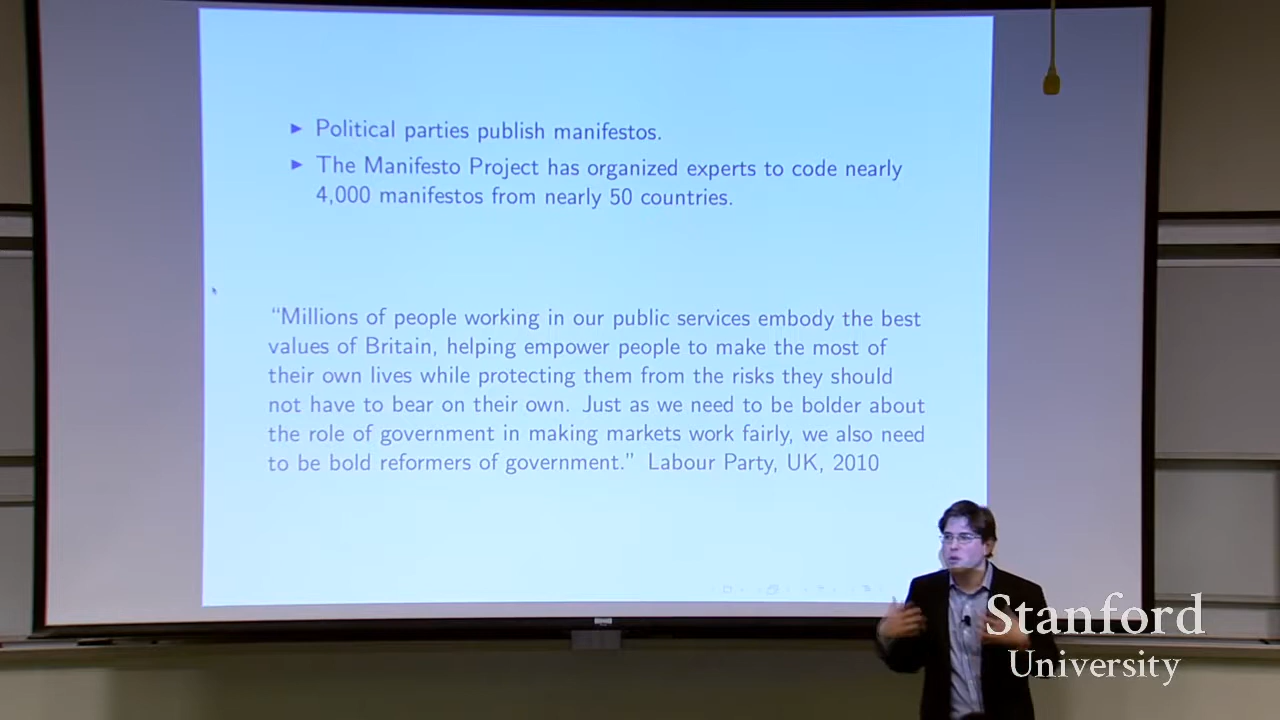 Political parties publish manifestos.
The Manifesto Project has organized experts to code nearly
4,000 manifestos from nearly 50 countries.
“Millions of people working in our public services embody the best
values of Britain, helping empower people to make the most of
their own lives while protecting them from the risks they should
not have to bear on their own. Just as we need to be bolder about
the role of government in making markets work fairly, we also need
to be bold reformers of government.” Labour Party, UK, 2010
Stanford
University